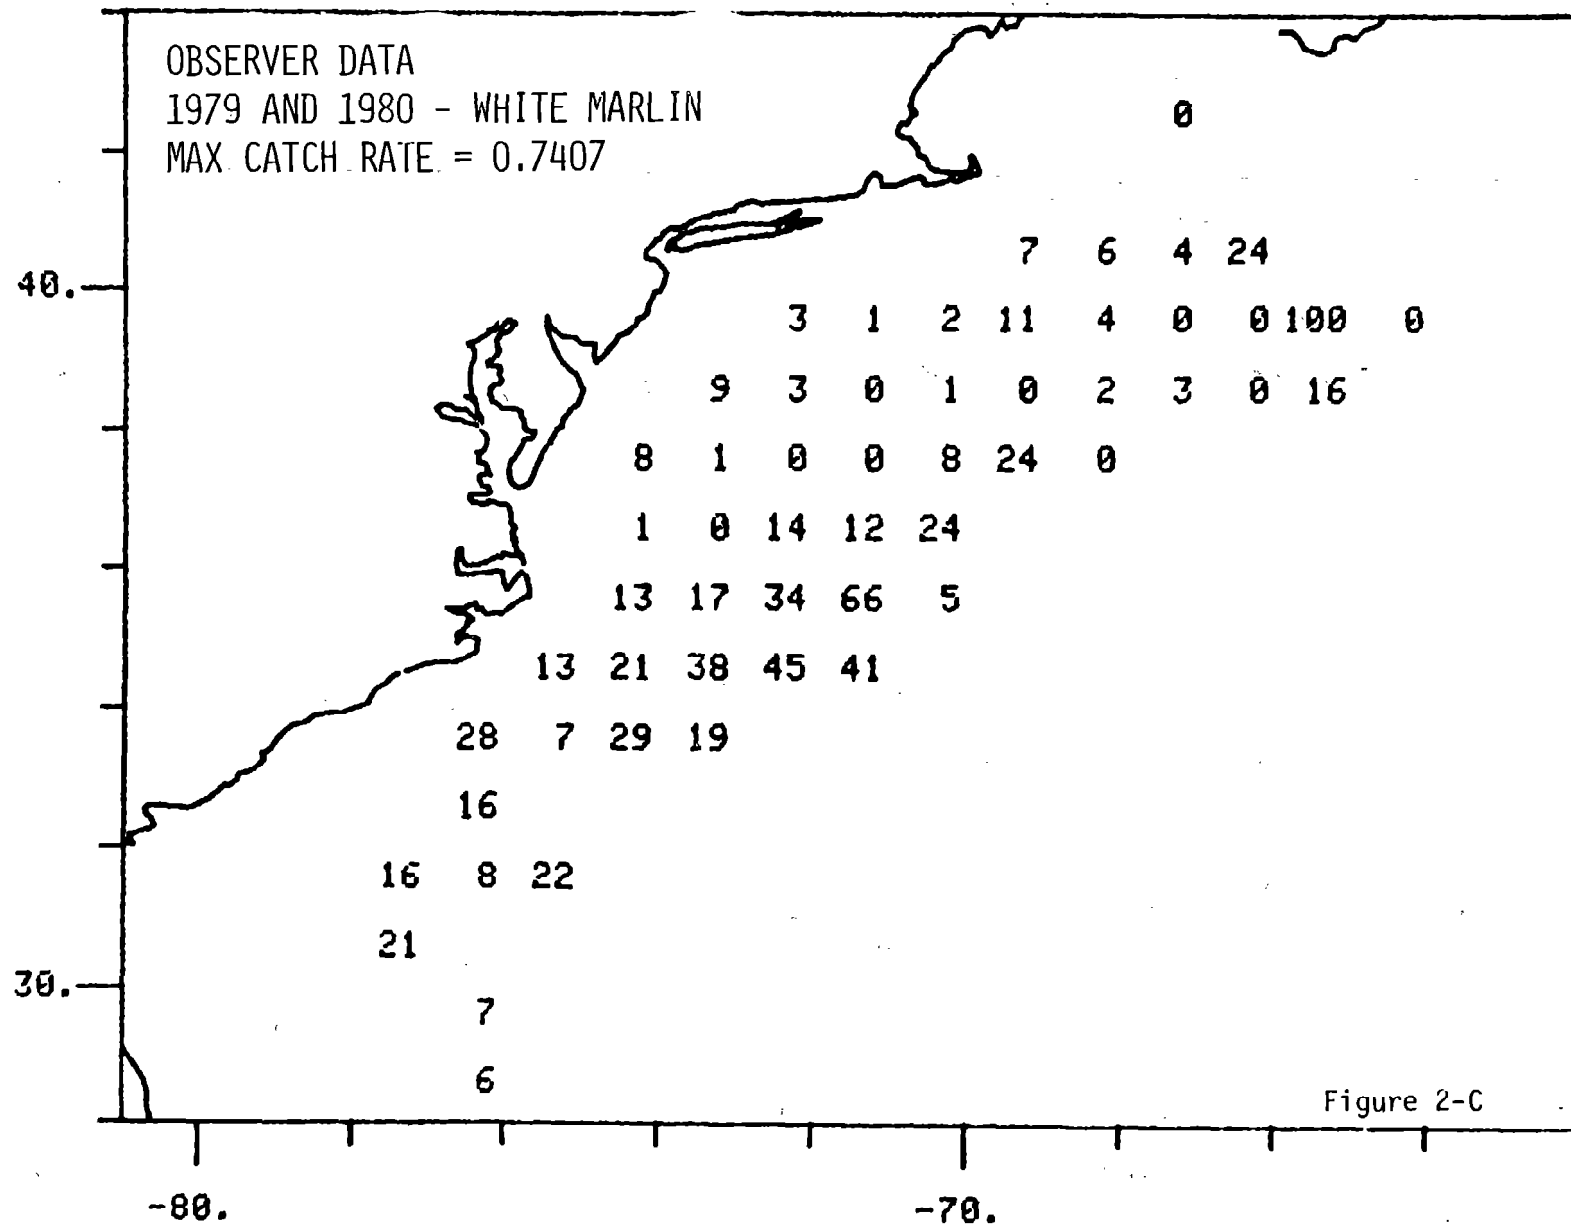 OBSERVER DATA
1979 AND 1980 - WHITE MARLIN
MAX CATCH RATE = 0.7407
0
7 6 4 24
40.
3 1 2 11 4 0 0 100 0
9 3 0 1 0 2 3 0 16
8 1 0 0 8 24 0
1 0 14 12 24
13 17 34 66 5
13 21 38 45 41
28 7 29 19
16
16 8 22
21
30.
7
6
Figure 2-C
-80. -70.